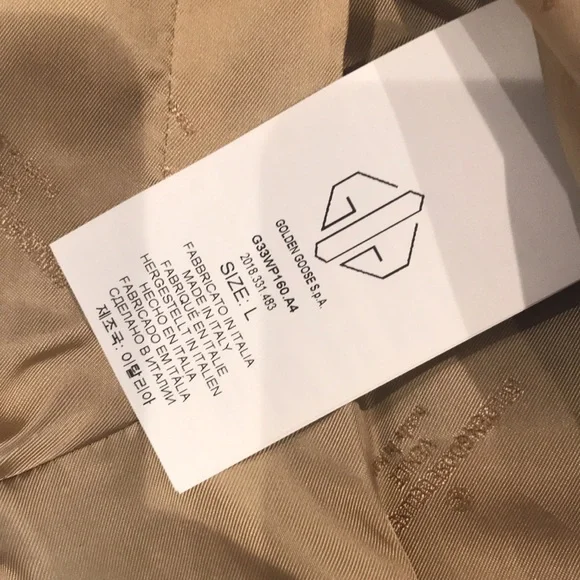 GOLDEN GOOSE S.p.A.
G33WP160.A4
2018.331.483
SIZE: L
FABBRICATO IN ITALIA
MADE IN ITALY
FABRIQUÉ EN ITALIE
HERGESTELLT IN ITALIEN
HECHO EN ITALIA
FABRICADO EM ITALIA
СДЕЛАНО В ИТАЛИИ
제조국: 이탈리아